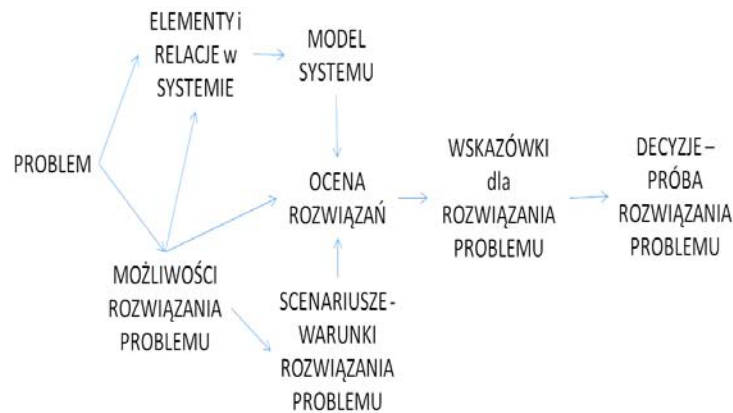 ELEMENTY i
RELACJE w
SYSTEMIE
MODEL
SYSTEMU
PROBLEM
OCENA
ROZWIĄZAŃ
WSKAZÓWKI
dla
ROZWIĄZANIA
PROBLEMU
DECYZJE –
PRÓBA
ROZWIĄZANIA
PROBLEMU
MOŻLIWOŚCI
ROZWIĄZANIA
PROBLEMU
SCENARIUSZE -
WARUNKI
ROZWIĄZANIA
PROBLEMU